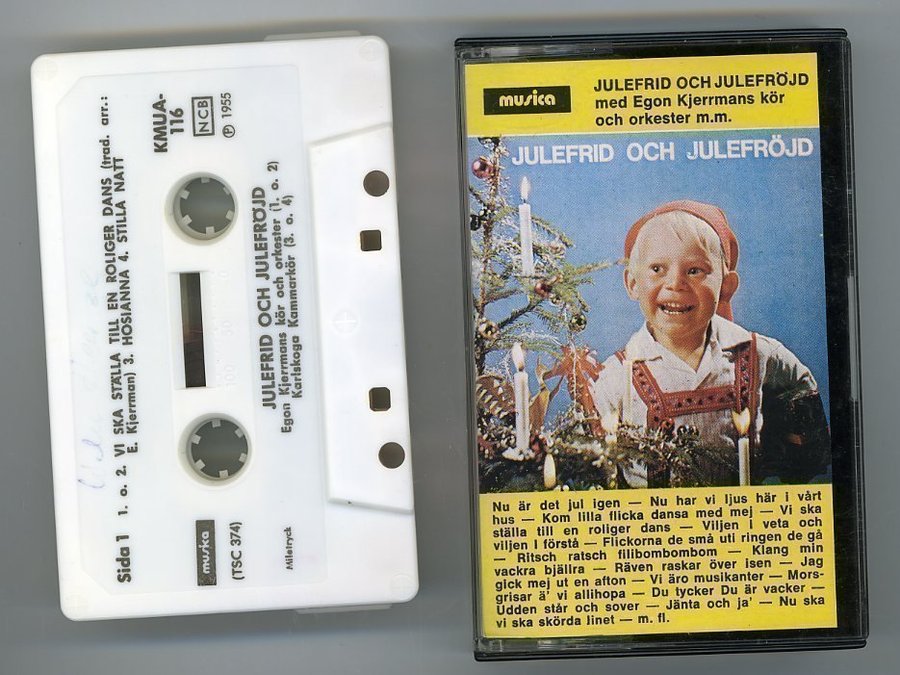 Sida 1 1. o. 2. VI SKA STÄLLA TILL EN ROLIGER DANS (trad. arr.:
E. Kjerrman) 3. HOSIANNA 4. STILLA NATT
KMUA-
116
NCB
℗ 1955
JULEFRID OCH JULEFRÖJD
Egon Kjerrmans kör och orkester (1. o. 2)
Karlskoga Kammarkör (3. o. 4)
musica
(TSC 374)
Miletryck
0
50
100
musica
JULEFRID OCH JULEFRÖJD
med Egon Kjerrmans kör
och orkester m.m.
JULEFRID OCH JULEFRÖJD
Nu är det jul igen — Nu har vi ljus här i vårt
hus — Kom lilla flicka dansa med mej — Vi ska
ställa till en roliger dans — Viljen I veta och
viljen I förstå — Flickorna de små uti ringen de gå
— Ritsch ratsch filibombombom — Klang min
vackra bjällra — Räven raskar över isen — Jag
gick mej ut en afton — Vi äro musikanter — Mors-
grisar ä' vi allihopa — Du tycker Du är vacker —
Udden står och sover — Jänta och ja' — Nu ska
vi ska skörda linet — m. fl.